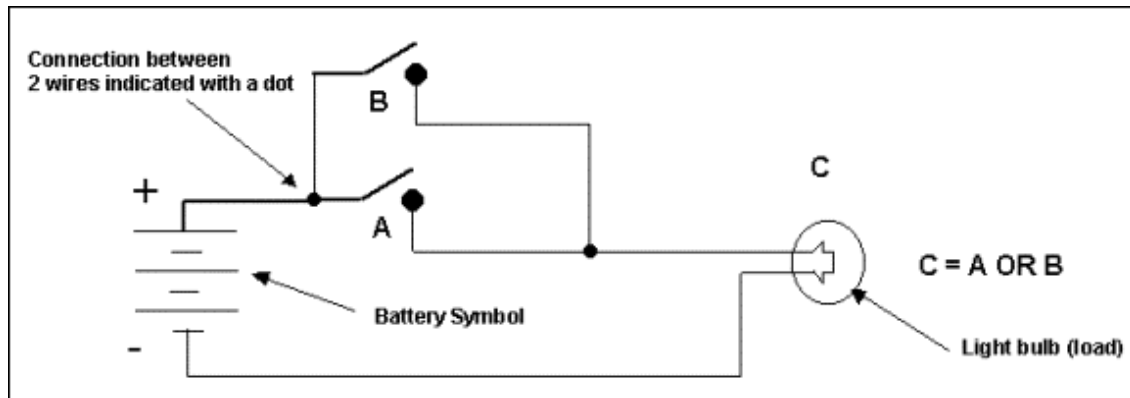 Connection between
2 wires indicated with a dot
B
C
+
A
C = A OR B
Battery Symbol
-
Light bulb (load)